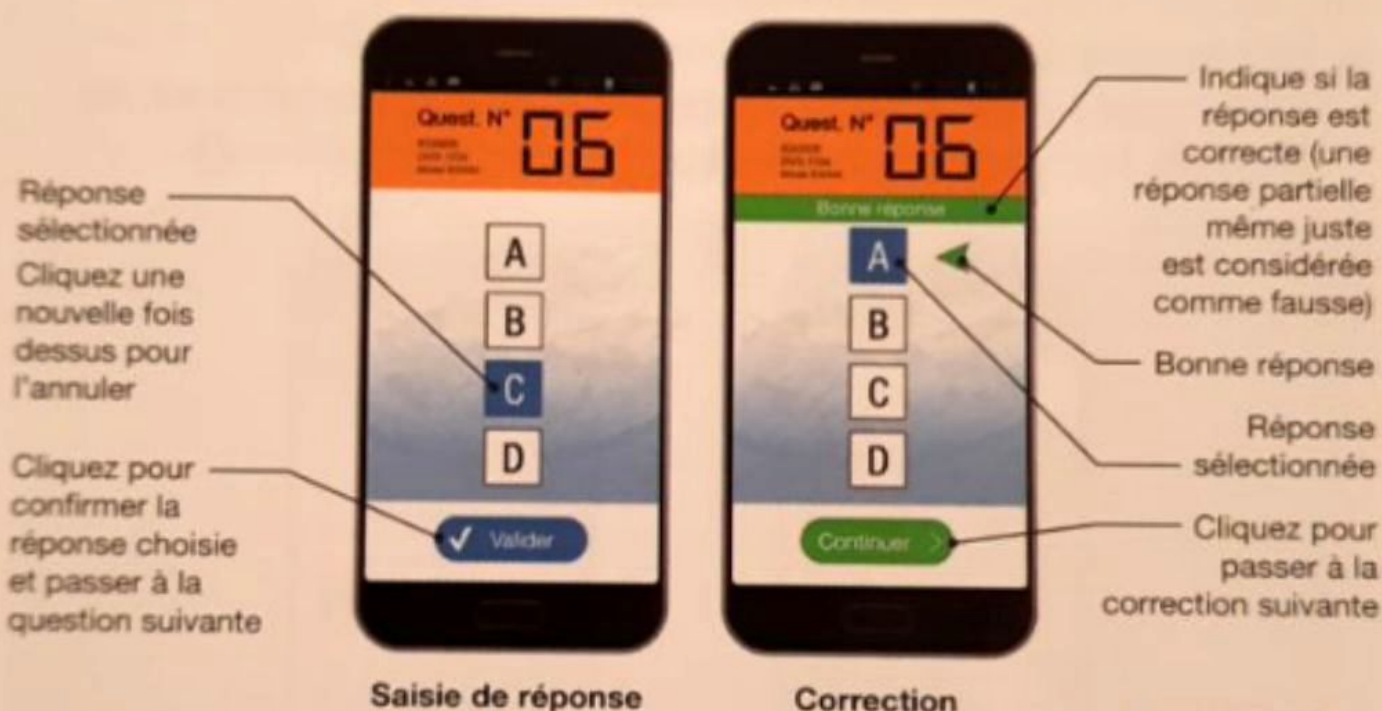 Réponse
sélectionnée
Cliquez une
nouvelle fois
dessus pour
l'annuler
Cliquez pour
confirmer la
réponse choisie
et passer à la
question suivante
Quest. N° 06
A
B
C
D
Valider
Saisie de réponse
Quest. N° 06
Bonne réponse
A
B
C
D
Continuer >
Correction
Indique si la
réponse est
correcte (une
réponse partielle
même juste
est considérée
comme fausse)
Bonne réponse
Réponse
sélectionnée
Cliquez pour
passer à la
correction suivante